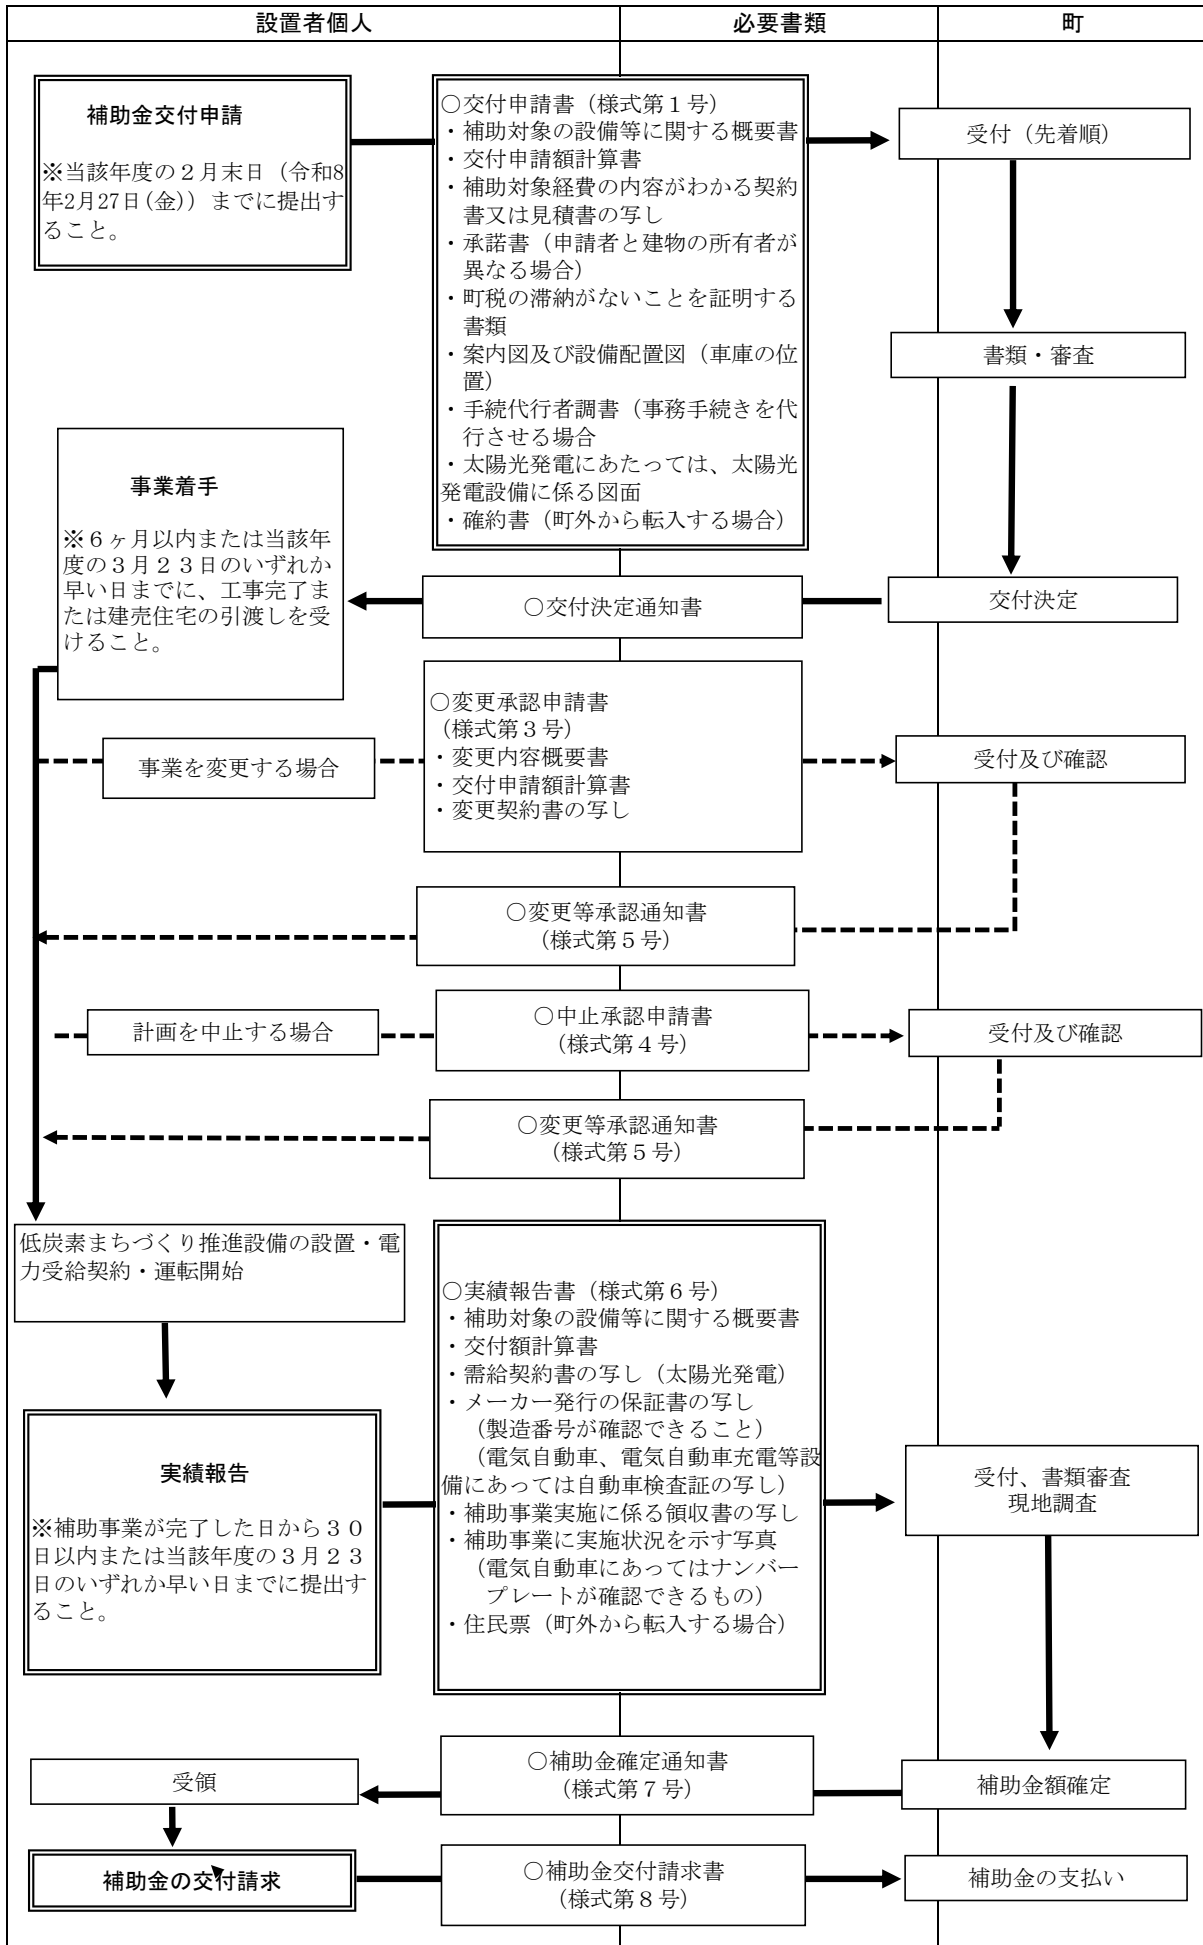 設置者個人
必要書類
町
補助金交付申請
※当該年度の２月末日（令和8
年2月27日(金)）までに提出す
ること。
○交付申請書（様式第１号）
・補助対象の設備等に関する概要書
・交付申請額計算書
・補助対象経費の内容がわかる契約
書又は見積書の写し
・承諾書（申請者と建物の所有者が
異なる場合）
・町税の滞納がないことを証明する
書類
・案内図及び設備配置図（車庫の位
置）
・手続代行者調書（事務手続きを代
行させる場合
・太陽光発電にあたっては、太陽光
発電設備に係る図面
・確約書（町外から転入する場合）
受付（先着順）
書類・審査
事業着手
※６ヶ月以内または当該年
度の３月２３日のいずれか
早い日までに、工事完了ま
たは建売住宅の引渡しを受
けること。
○交付決定通知書
交付決定
事業を変更する場合
○変更承認申請書
（様式第３号）
・変更内容概要書
・交付申請額計算書
・変更契約書の写し
受付及び確認
○変更等承認通知書
（様式第５号）
計画を中止する場合
○中止承認申請書
（様式第４号）
受付及び確認
○変更等承認通知書
（様式第５号）
低炭素まちづくり推進設備の設置・電
力受給契約・運転開始
実績報告
※補助事業が完了した日から３０
日以内または当該年度の３月２３
日のいずれか早い日までに提出す
ること。
○実績報告書（様式第６号）
・補助対象の設備等に関する概要書
・交付額計算書
・需給契約書の写し（太陽光発電）
・メーカー発行の保証書の写し
（製造番号が確認できること）
（電気自動車、電気自動車充電等設
備にあっては自動車検査証の写し）
・補助事業実施に係る領収書の写し
・補助事業に実施状況を示す写真
（電気自動車にあってはナンバー
プレートが確認できるもの）
・住民票（町外から転入する場合）
受付、書類審査
現地調査
受領
○補助金確定通知書
（様式第７号）
補助金額確定
補助金の交付請求
○補助金交付請求書
（様式第８号）
補助金の支払い